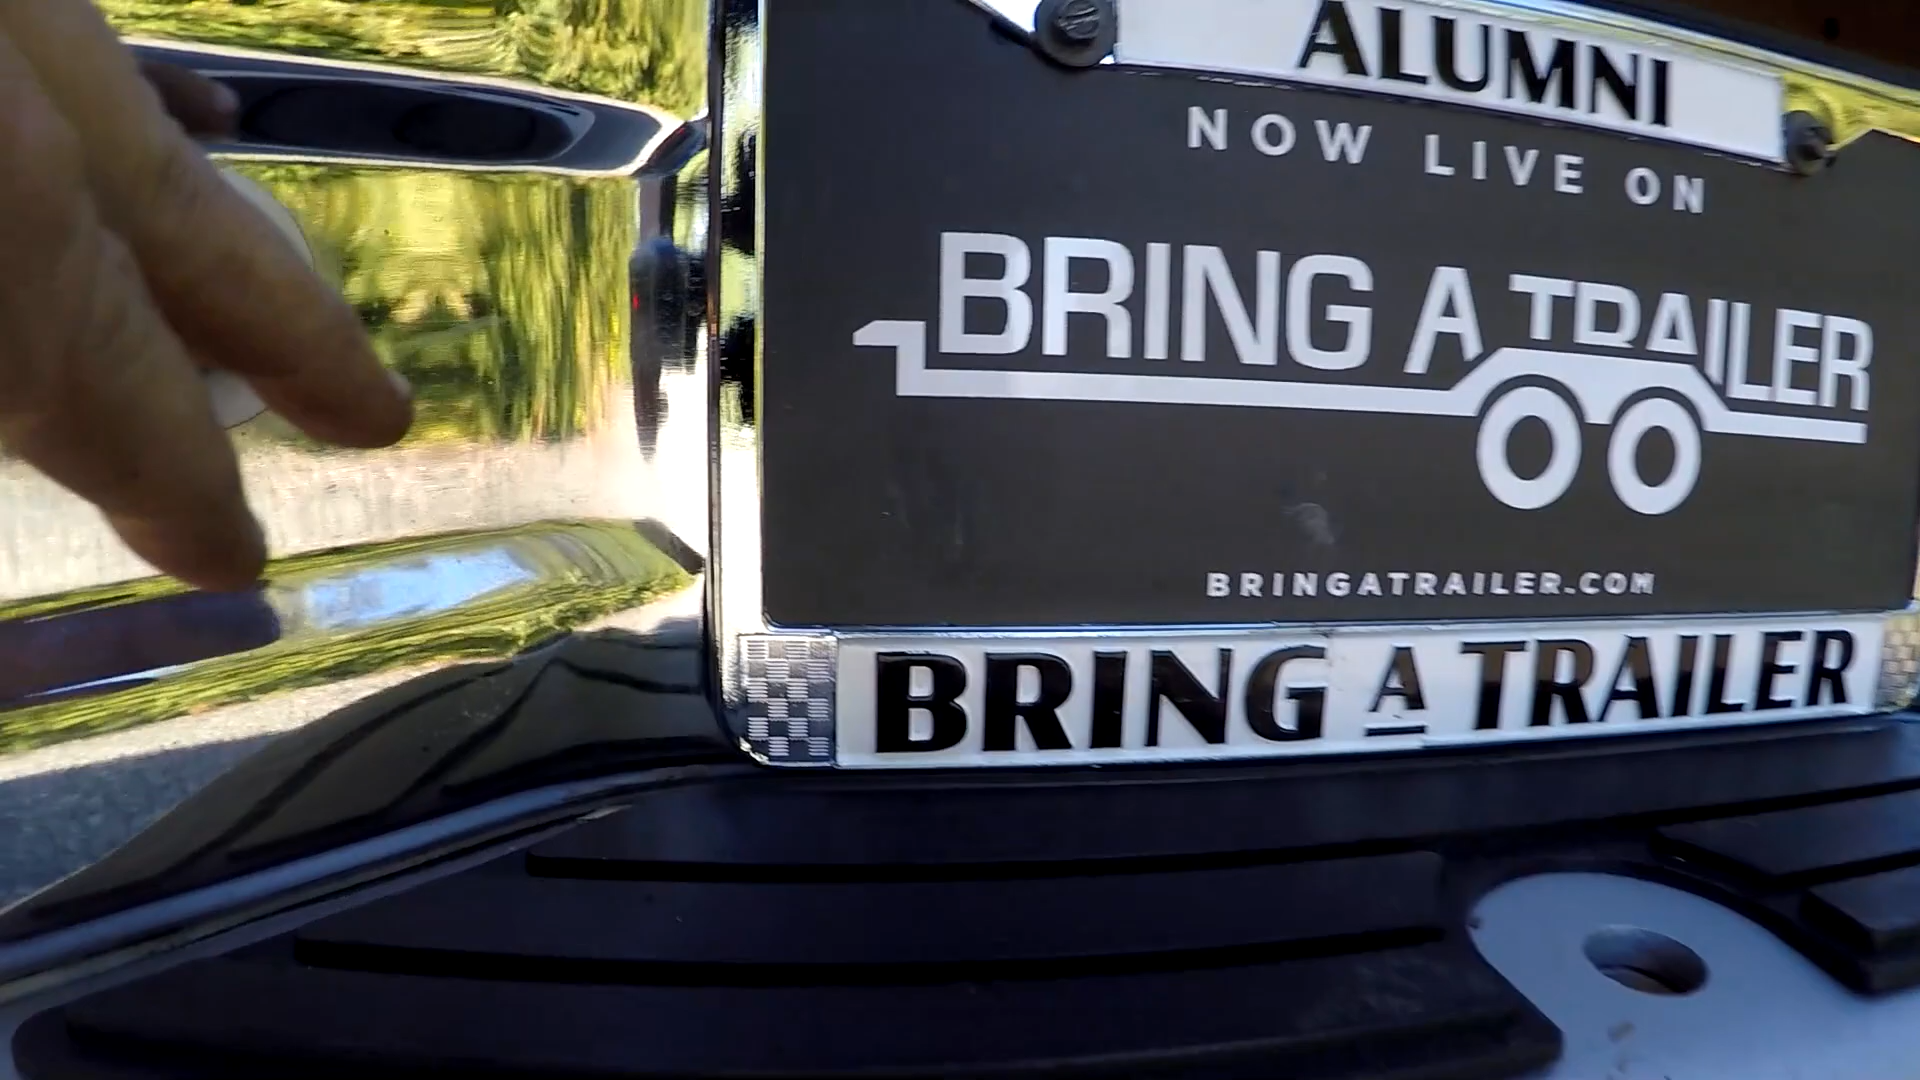 ALUMNI
NOW LIVE ON
BRING A TRAILER
BRINGATRAILER.COM
BRING A TRAILER